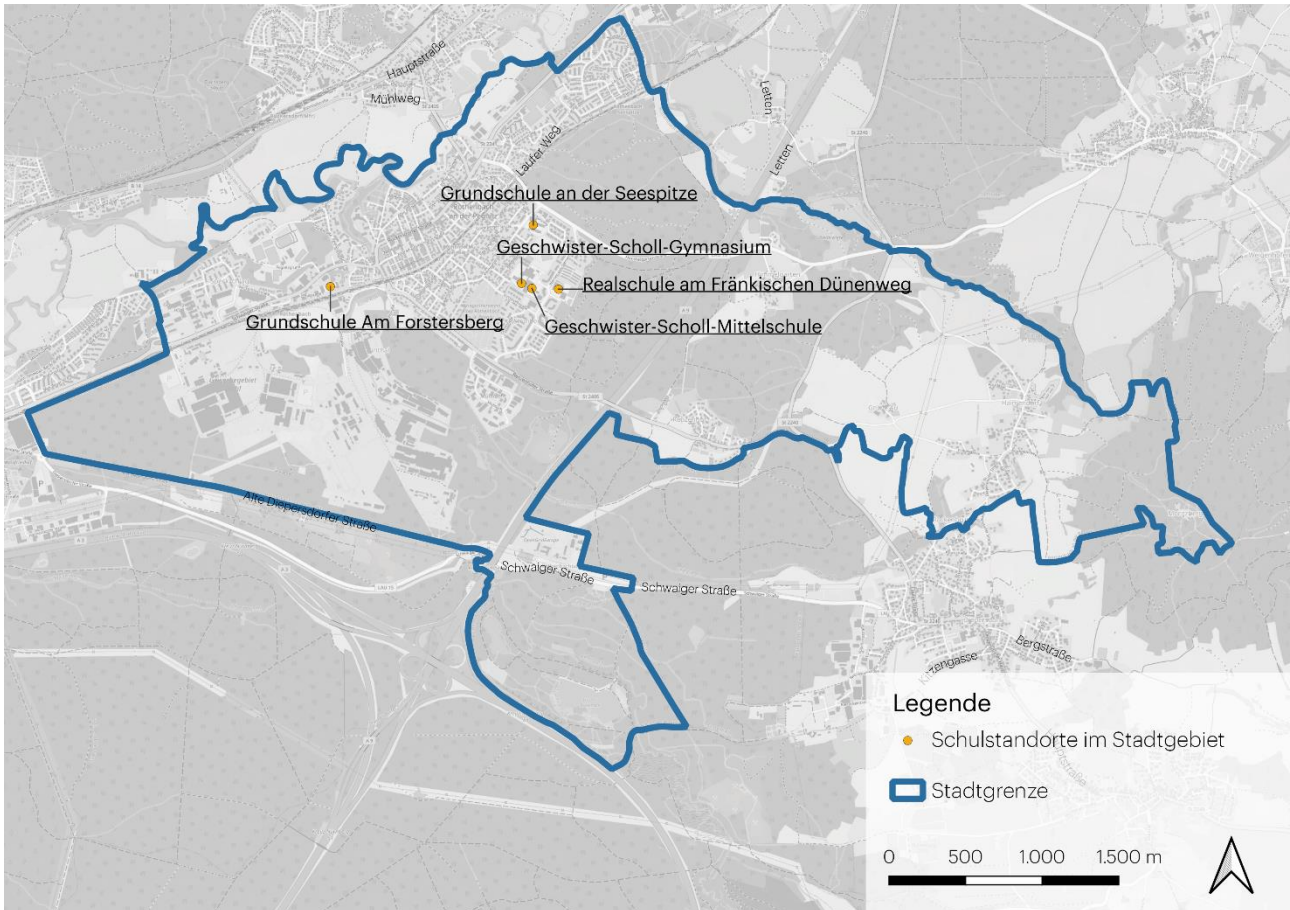 Hauptstraße
Mühlweg
Letten
Laufer Weg
Letten
Grundschule an der Seespitze
Geschwister-Scholl-Gymnasium
Realschule am Fränkischen Dünenweg
Grundschule Am Forstersberg
Geschwister-Scholl-Mittelschule
Alte Diepersdorfer Straße
Schwaiger Straße
Schwaiger Straße
Bergstraße
Kitzengasse
Legende
Schulstandorte im Stadtgebiet
Stadtgrenze
0 500 1.000 1.500 m